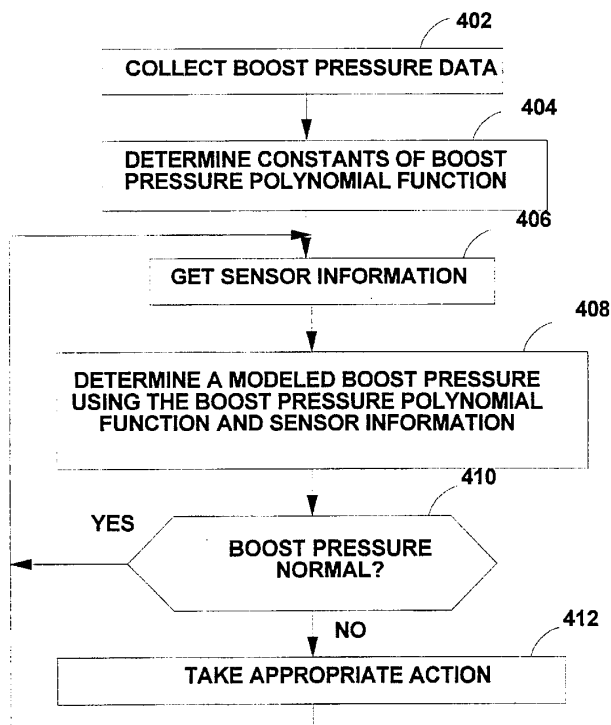 402
COLLECT BOOST PRESSURE DATA
404
DETERMINE CONSTANTS OF BOOST
PRESSURE POLYNOMIAL FUNCTION
406
GET SENSOR INFORMATION
408
DETERMINE A MODELED BOOST PRESSURE
USING THE BOOST PRESSURE POLYNOMIAL
FUNCTION AND SENSOR INFORMATION
410
YES
BOOST PRESSURE
NORMAL?
NO
412
TAKE APPROPRIATE ACTION